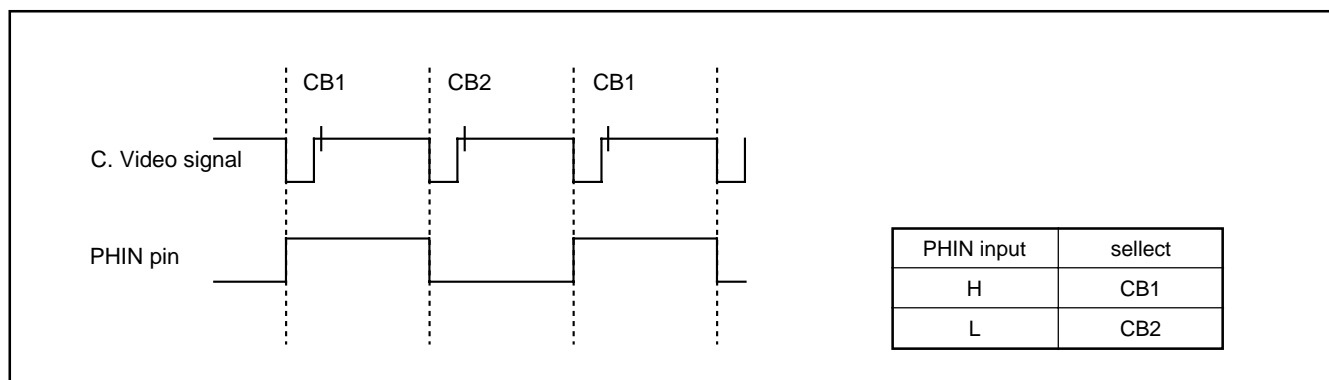 CB1 CB2 CB1
C. Video signal
PHIN pin
PHIN input sellect
H CB1
L CB2